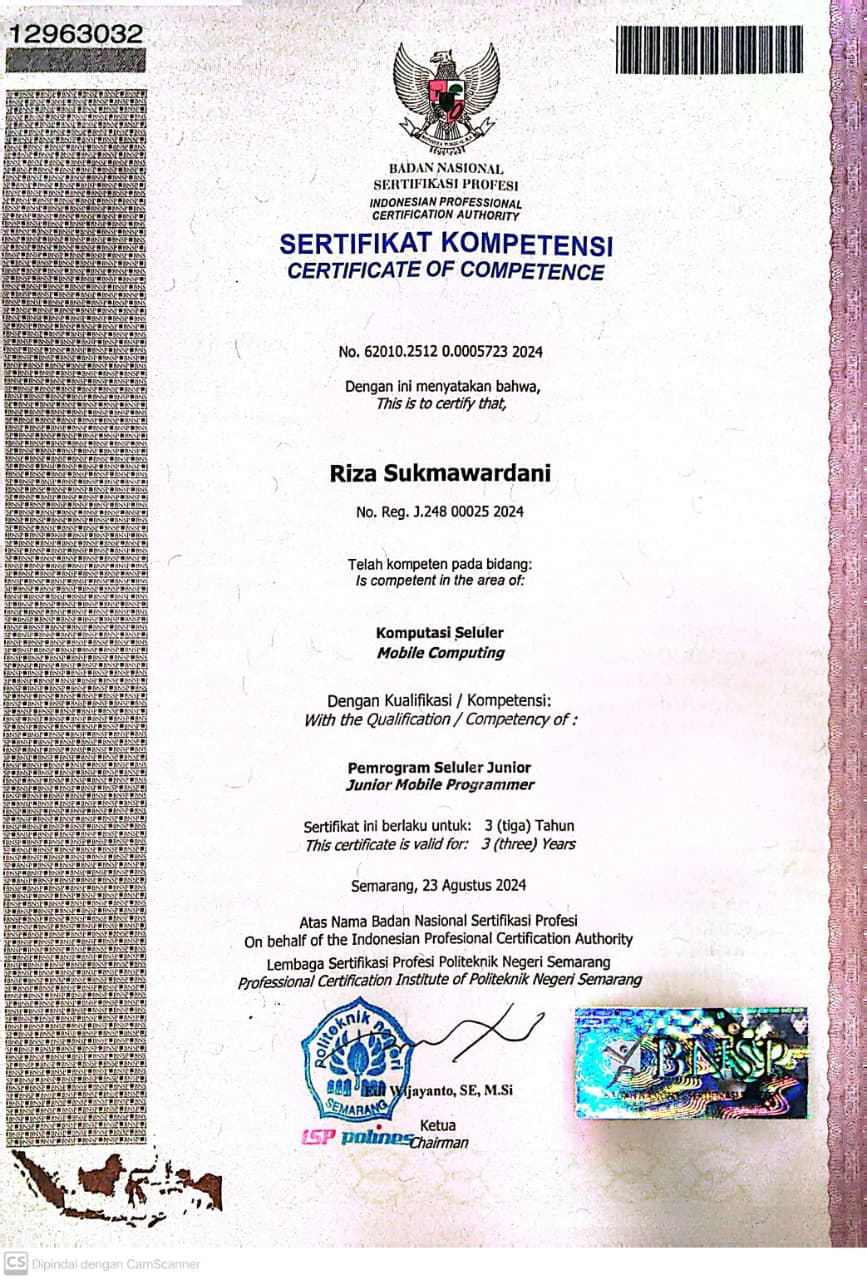 12963032
BADAN NASIONAL
SERTIFIKASI PROFESI
INDONESIAN PROFESSIONAL
CERTIFICATION AUTHORITY
SERTIFIKAT KOMPETENSI
CERTIFICATE OF COMPETENCE
No. 62010.2512 0.0005723 2024
Dengan ini menyatakan bahwa,
This is to certify that,
Riza Sukmawardani
No. Reg. J.248 00025 2024
Telah kompeten pada bidang:
Is competent in the area of:
Komputasi Seluler
Mobile Computing
Dengan Kualifikasi / Kompetensi:
With the Qualification / Competency of :
Pemrogram Seluler Junior
Junior Mobile Programmer
Sertifikat ini berlaku untuk: 3 (tiga) Tahun
This certificate is valid for: 3 (three) Years
Semarang, 23 Agustus 2024
Atas Nama Badan Nasional Sertifikasi Profesi
On behalf of the Indonesian Profesional Certification Authority
Lembaga Sertifikasi Profesi Politeknik Negeri Semarang
Professional Certification Institute of Politeknik Negeri Semarang
Politeknik negeri
SEMARANG
BNSP
Wijayanto, SE, M.Si
Ketua
LSP polines
Chairman
CS Dipindai dengan CamScanner